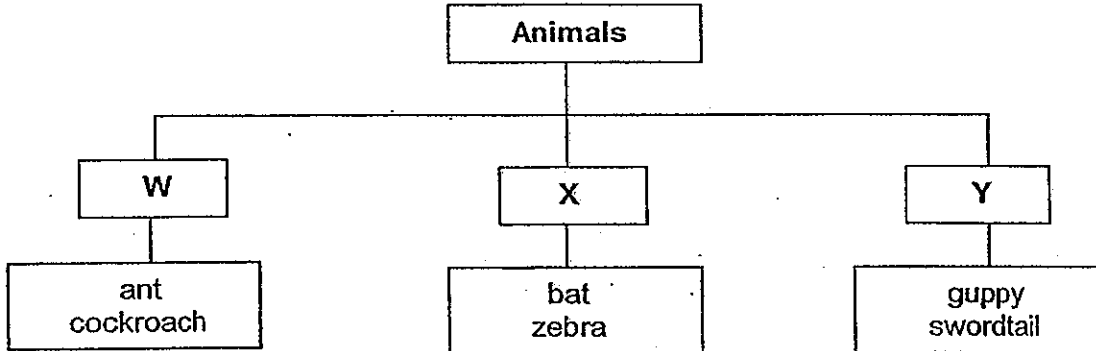 Animals
W
X
Y
ant
cockroach
bat
zebra
guppy
swordtail